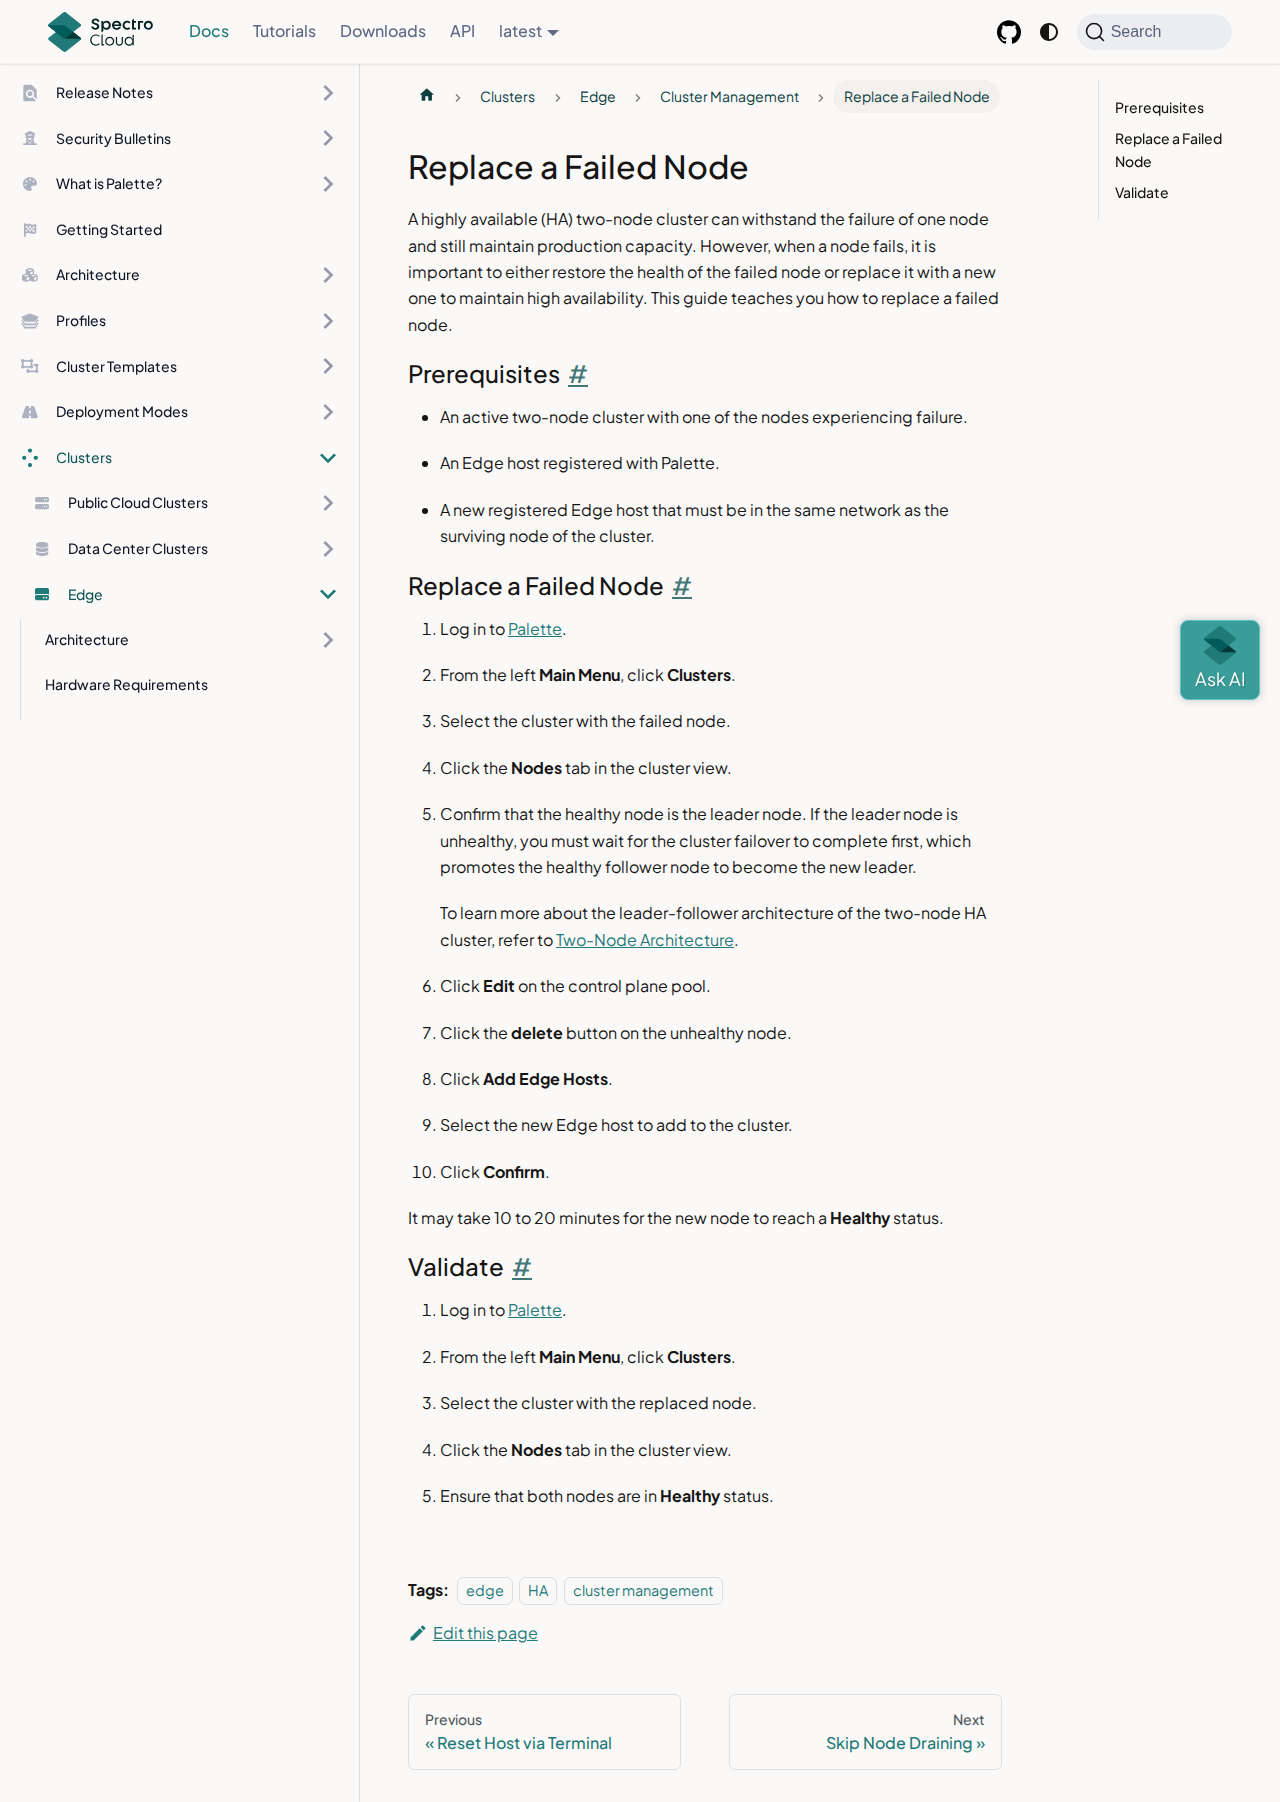 Spectro Cloud
Docs
Tutorials
Downloads
API
latest
Search
Release Notes
Security Bulletins
What is Palette?
Getting Started
Architecture
Profiles
Cluster Templates
Deployment Modes
Clusters
Public Cloud Clusters
Data Center Clusters
Edge
Architecture
Hardware Requirements
Clusters
Edge
Cluster Management
Replace a Failed Node
Replace a Failed Node
A highly available (HA) two-node cluster can withstand the failure of one node
and still maintain production capacity. However, when a node fails, it is
important to either restore the health of the failed node or replace it with a new
one to maintain high availability. This guide teaches you how to replace a failed
node.
Prerequisites #
An active two-node cluster with one of the nodes experiencing failure.
An Edge host registered with Palette.
A new registered Edge host that must be in the same network as the
surviving node of the cluster.
Replace a Failed Node #
1. Log in to Palette.
2. From the left Main Menu, click Clusters.
3. Select the cluster with the failed node.
4. Click the Nodes tab in the cluster view.
5. Confirm that the healthy node is the leader node. If the leader node is
unhealthy, you must wait for the cluster failover to complete first, which
promotes the healthy follower node to become the new leader.
To learn more about the leader-follower architecture of the two-node HA
cluster, refer to Two-Node Architecture.
6. Click Edit on the control plane pool.
7. Click the delete button on the unhealthy node.
8. Click Add Edge Hosts.
9. Select the new Edge host to add to the cluster.
10. Click Confirm.
It may take 10 to 20 minutes for the new node to reach a Healthy status.
Validate #
1. Log in to Palette.
2. From the left Main Menu, click Clusters.
3. Select the cluster with the replaced node.
4. Click the Nodes tab in the cluster view.
5. Ensure that both nodes are in Healthy status.
Tags: edge HA cluster management
Edit this page
Previous
« Reset Host via Terminal
Next
Skip Node Draining »
Prerequisites
Replace a Failed
Node
Validate
Ask AI